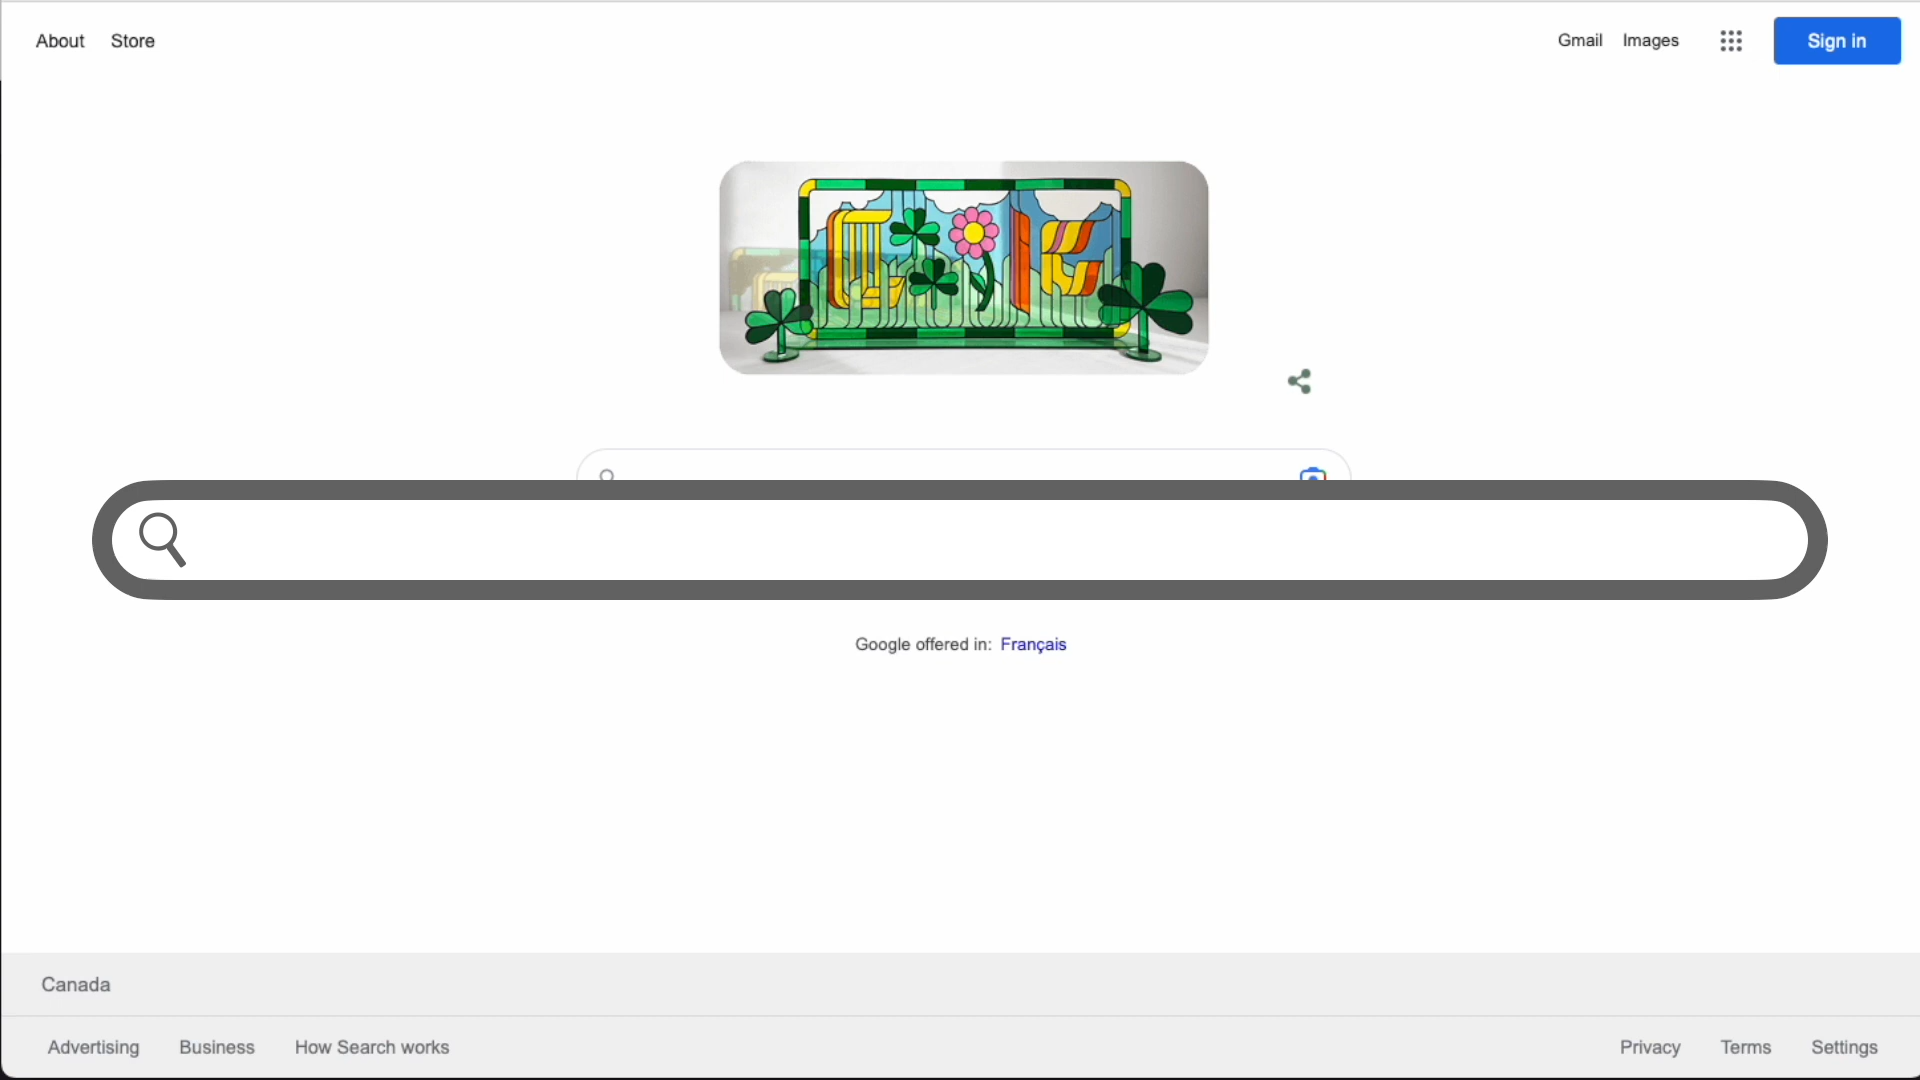 About Store
Gmail Images
Sign in
Google offered in: Français
Canada
Advertising Business How Search works
Privacy Terms Settings